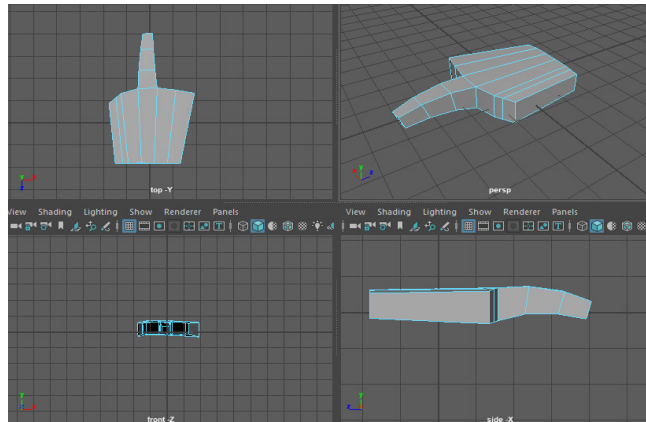 top -Y
persp
View Shading Lighting Show Renderer Panels
View Shading Lighting Show Renderer Panels
front -Z
side -X